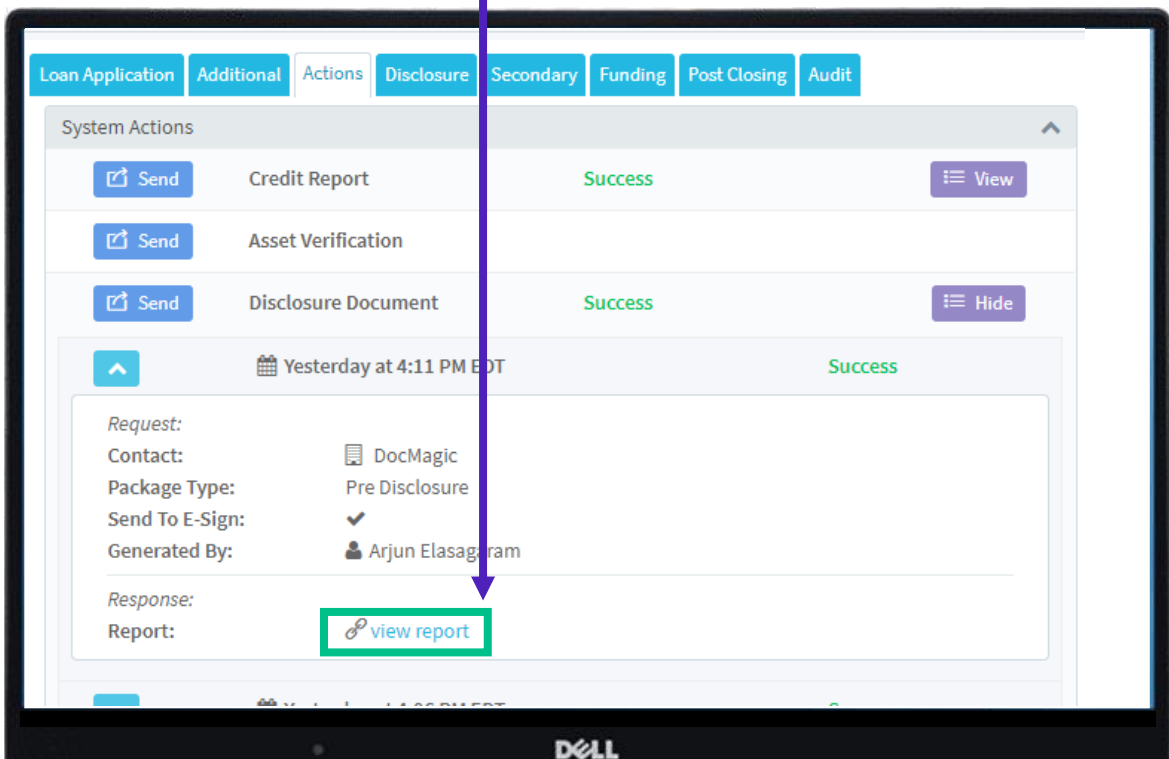 Loan Application Additional Actions Disclosure Secondary Funding Post Closing Audit
System Actions
Send Credit Report Success View
Send Asset Verification
Send Disclosure Document Success Hide
Yesterday at 4:11 PM EDT Success
Request:
Contact: DocMagic
Package Type: Pre Disclosure
Send To E-Sign:
Generated By: Arjun Elasagaram
Response:
Report: view report
DELL